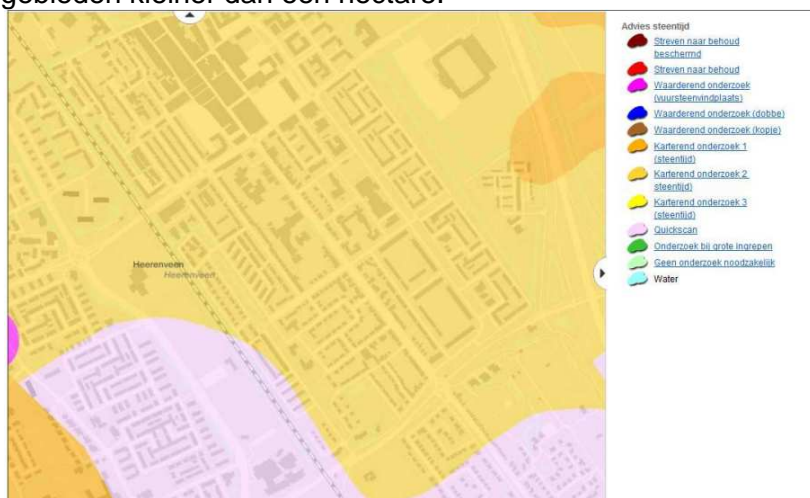 gebieden kleiner dan één hectare.
Advies steentijd
Streven naar behoud
beschermd
Streven naar behoud
Waarderend onderzoek
(vuursteenvindplaats)
Waarderend onderzoek (dobbe)
Waarderend onderzoek (kopje)
Karterend onderzoek 1
(steentijd)
Karterend onderzoek 2
steentijd)
Karterend onderzoek 3
(steentijd)
Quickscan
Onderzoek bij grote ingrepen
Geen onderzoek noodzakelijk
Water
Heerenveen
Heerenveen